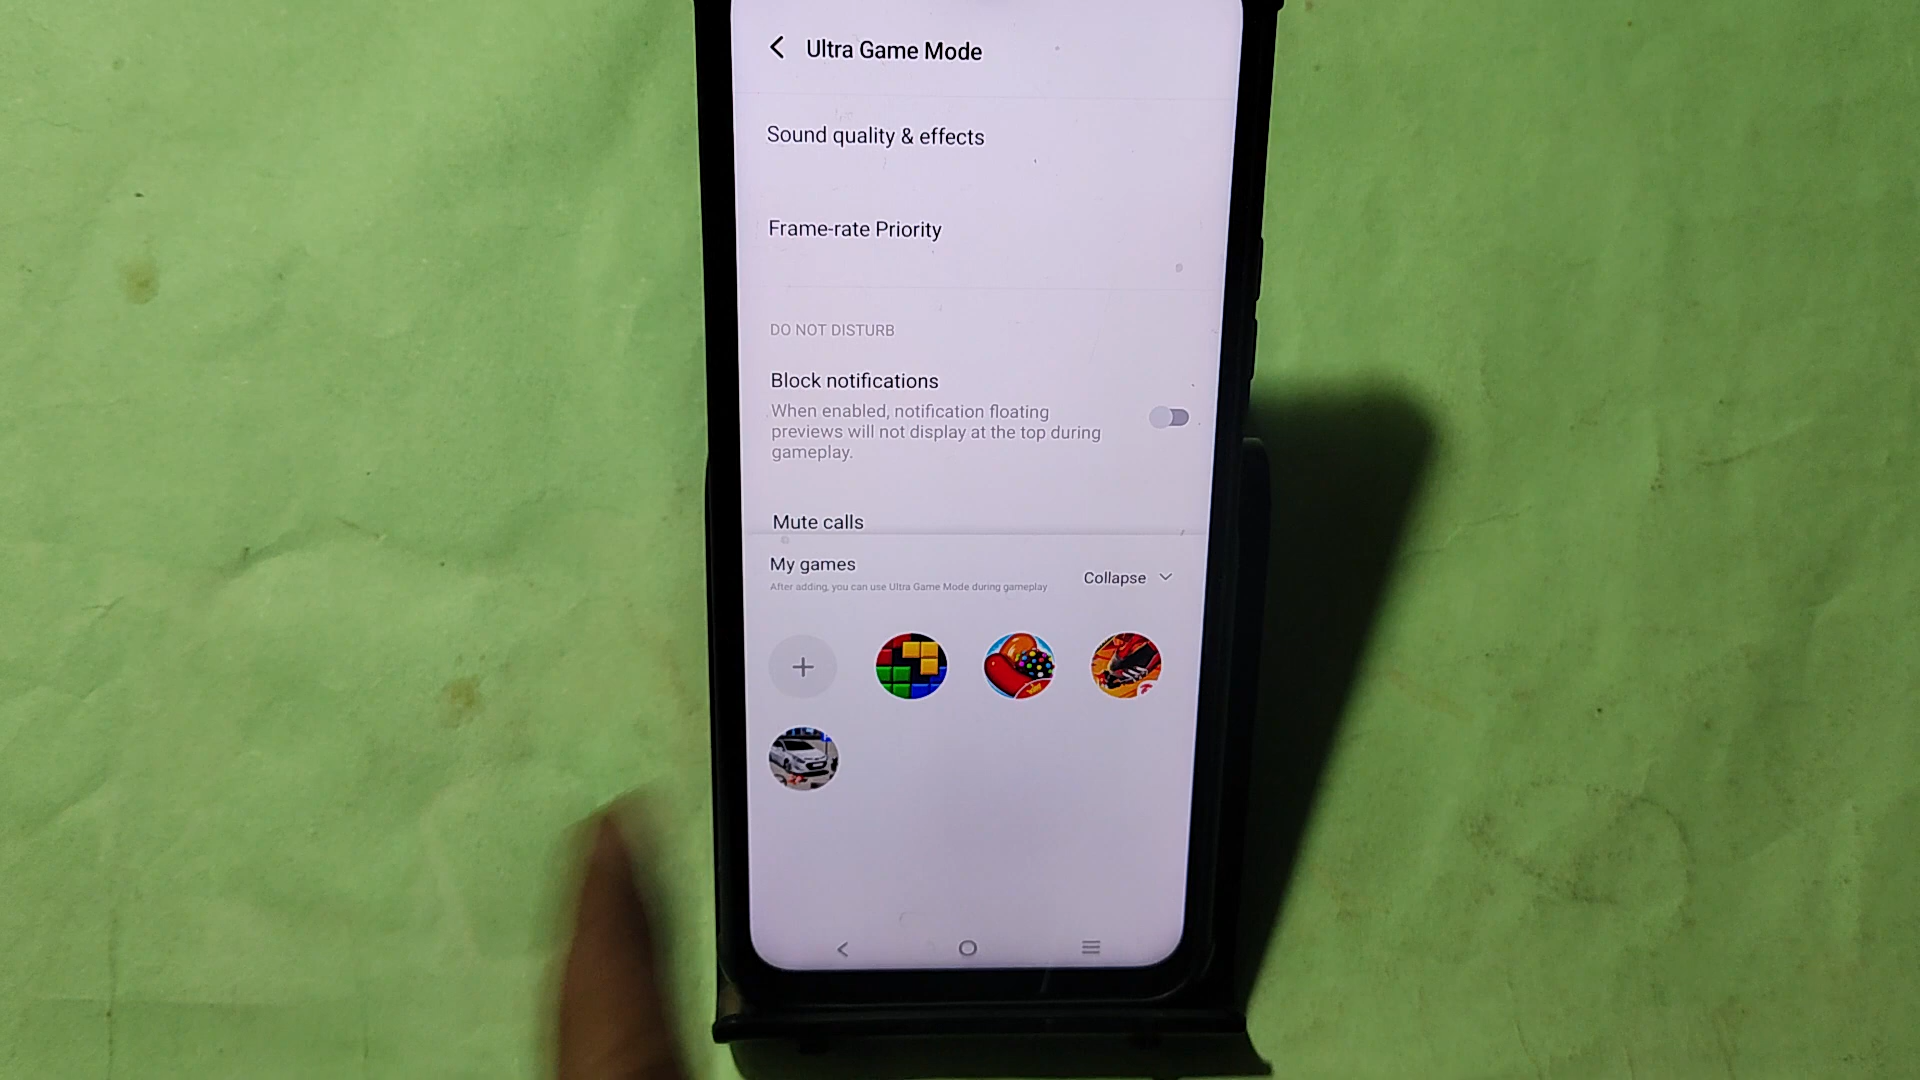 Ultra Game Mode
Sound quality & effects
Frame-rate Priority
DO NOT DISTURB
Block notifications
When enabled, notification floating
previews will not display at the top during
gameplay.
Mute calls
My games
After adding, you can use Ultra Game Mode during gameplay
Collapse